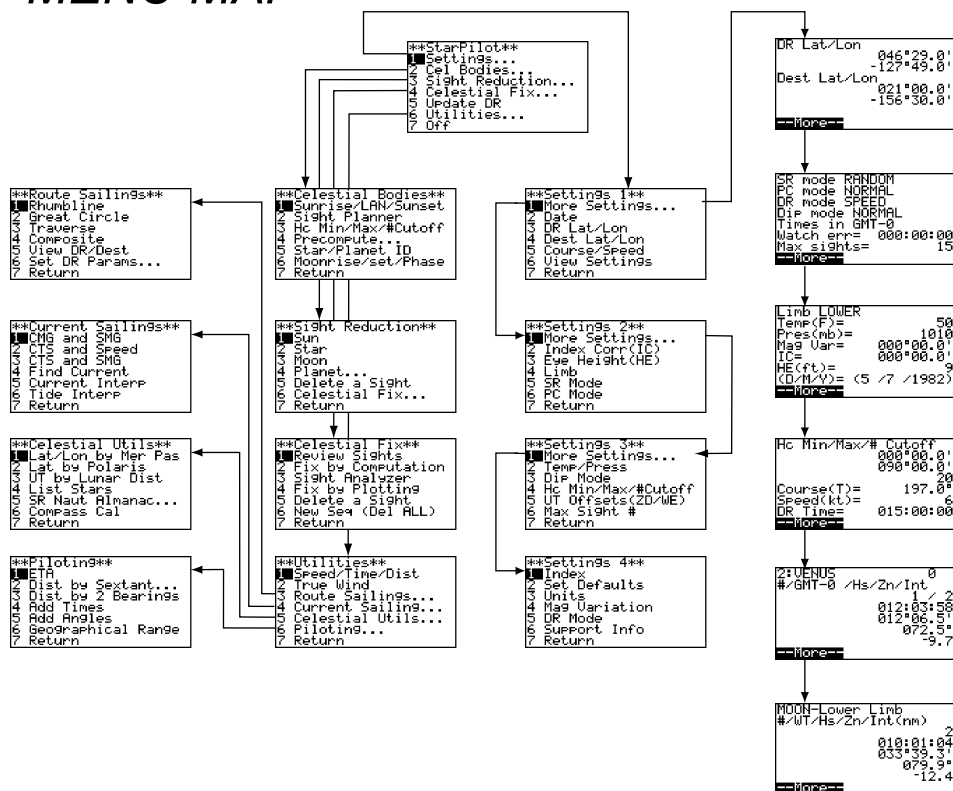 MENU MAP
**StarPilot**
1 Settings...
2 Cel Bodies...
3 Sight Reduction...
4 Celestial Fix...
5 Update DR
6 Utilities...
7 Off
**Route Sailings**
1 Rhumbline
2 Great Circle
3 Traverse
4 Composite
5 View DR/Dest
6 Set DR Params...
7 Return
**Current Sailings**
1 CMG and SMG
2 CTS and Speed
3 CTS and SMG
4 Find Current
5 Current Interp
6 Tide Interp
7 Return
**Celestial Utils**
1 Lat/Lon by Mer Pas
2 Lat by Polaris
3 UT by Lunar Dist
4 List Stars
5 SR Naut Almanac...
6 Compass Cal
7 Return
**Piloting**
1 ETA
2 Dist by Sextant...
3 Dist by 2 Bearings
4 Add Times
5 Add Angles
6 Geographical Range
7 Return
**Celestial Bodies**
1 Sunrise/LAN/Sunset
2 Sight Planner
3 Hc Min/Max/#Cutoff
4 Precompute...
5 Star/Planet ID
6 Moonrise/set/Phase
7 Return
**Sight Reduction**
1 Sun
2 Star
3 Moon
4 Planet...
5 Delete a Sight
6 Celestial Fix...
7 Return
**Celestial Fix**
1 Review Sights
2 Fix by Computation
3 Sight Analyzer
4 Fix by Plotting
5 Delete a Sight
6 New Seq (Del ALL)
7 Return
**Utilities**
1 Speed/Time/Dist
2 True Wind
3 Route Sailings...
4 Current Sailing...
5 Celestial Utils...
6 Piloting...
7 Return
**Settings 1**
1 More Settings...
2 Date
3 DR Lat/Lon
4 Dest Lat/Lon
5 Course/Speed
6 View Settings
7 Return
**Settings 2**
1 More Settings...
2 Index Corr(IC)
3 Eye Height(HE)
4 Limb
5 SR Mode
6 PC Mode
7 Return
**Settings 3**
1 More Settings...
2 Temp/Press
3 Dip Mode
4 Hc Min/Max/#Cutoff
5 UT Offsets(ZD/WE)
6 Max Sight #
7 Return
**Settings 4**
1 Index
2 Set Defaults
3 Units
4 Mag Variation
5 DR Mode
6 Support Info
7 Return
DR Lat/Lon
046°29.0'
-127°49.0'
Dest Lat/Lon
021°00.0'
-156°30.0'
--More--
SR mode RANDOM
PC mode NORMAL
DR mode SPEED
Dip mode NORMAL
Times in GMT-0
Watch err= 000:00:00
Max sights= 15
--More--
Limb LOWER
Temp(F)= 50
Pres(mb)= 1010
Mag Var= 000°00.0'
IC= 000°00.0'
HE(ft)= 9
(D/M/Y)= (5 /7 /1982)
--More--
Hc Min/Max/# Cutoff
000°00.0'
090°00.0'
20
Course(T)= 197.0°
Speed(kt)= 6
DR Time= 015:00:00
--More--
2:VENUS 0
#/GMT-0 /Hs/Zn/Int
1 / 2
012:03:58
012°06.5'
072.5°
-9.7
--More--
MOON-Lower Limb
#/WT/Hs/Zn/Int(nm)
2
010:01:04
033°39.3'
079.9°
-12.4
--More--